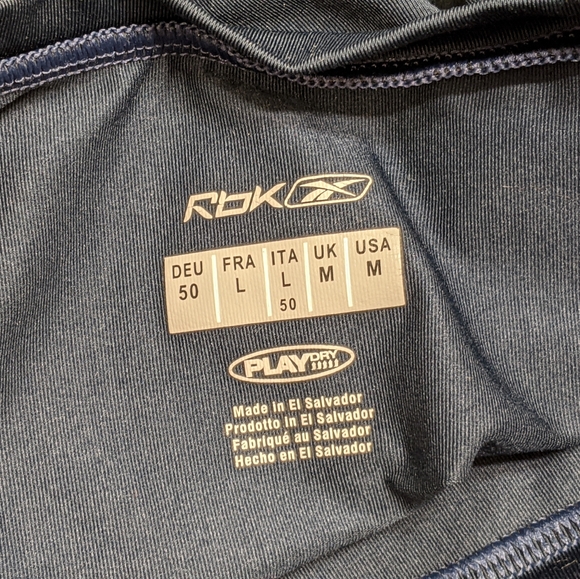 RbK
DEU FRA ITA UK USA
50 L L M M
50
PLAYDRY
Made in El Salvador
Prodotto in El Salvador
Fabriqué au Salvador
Hecho en El Salvador